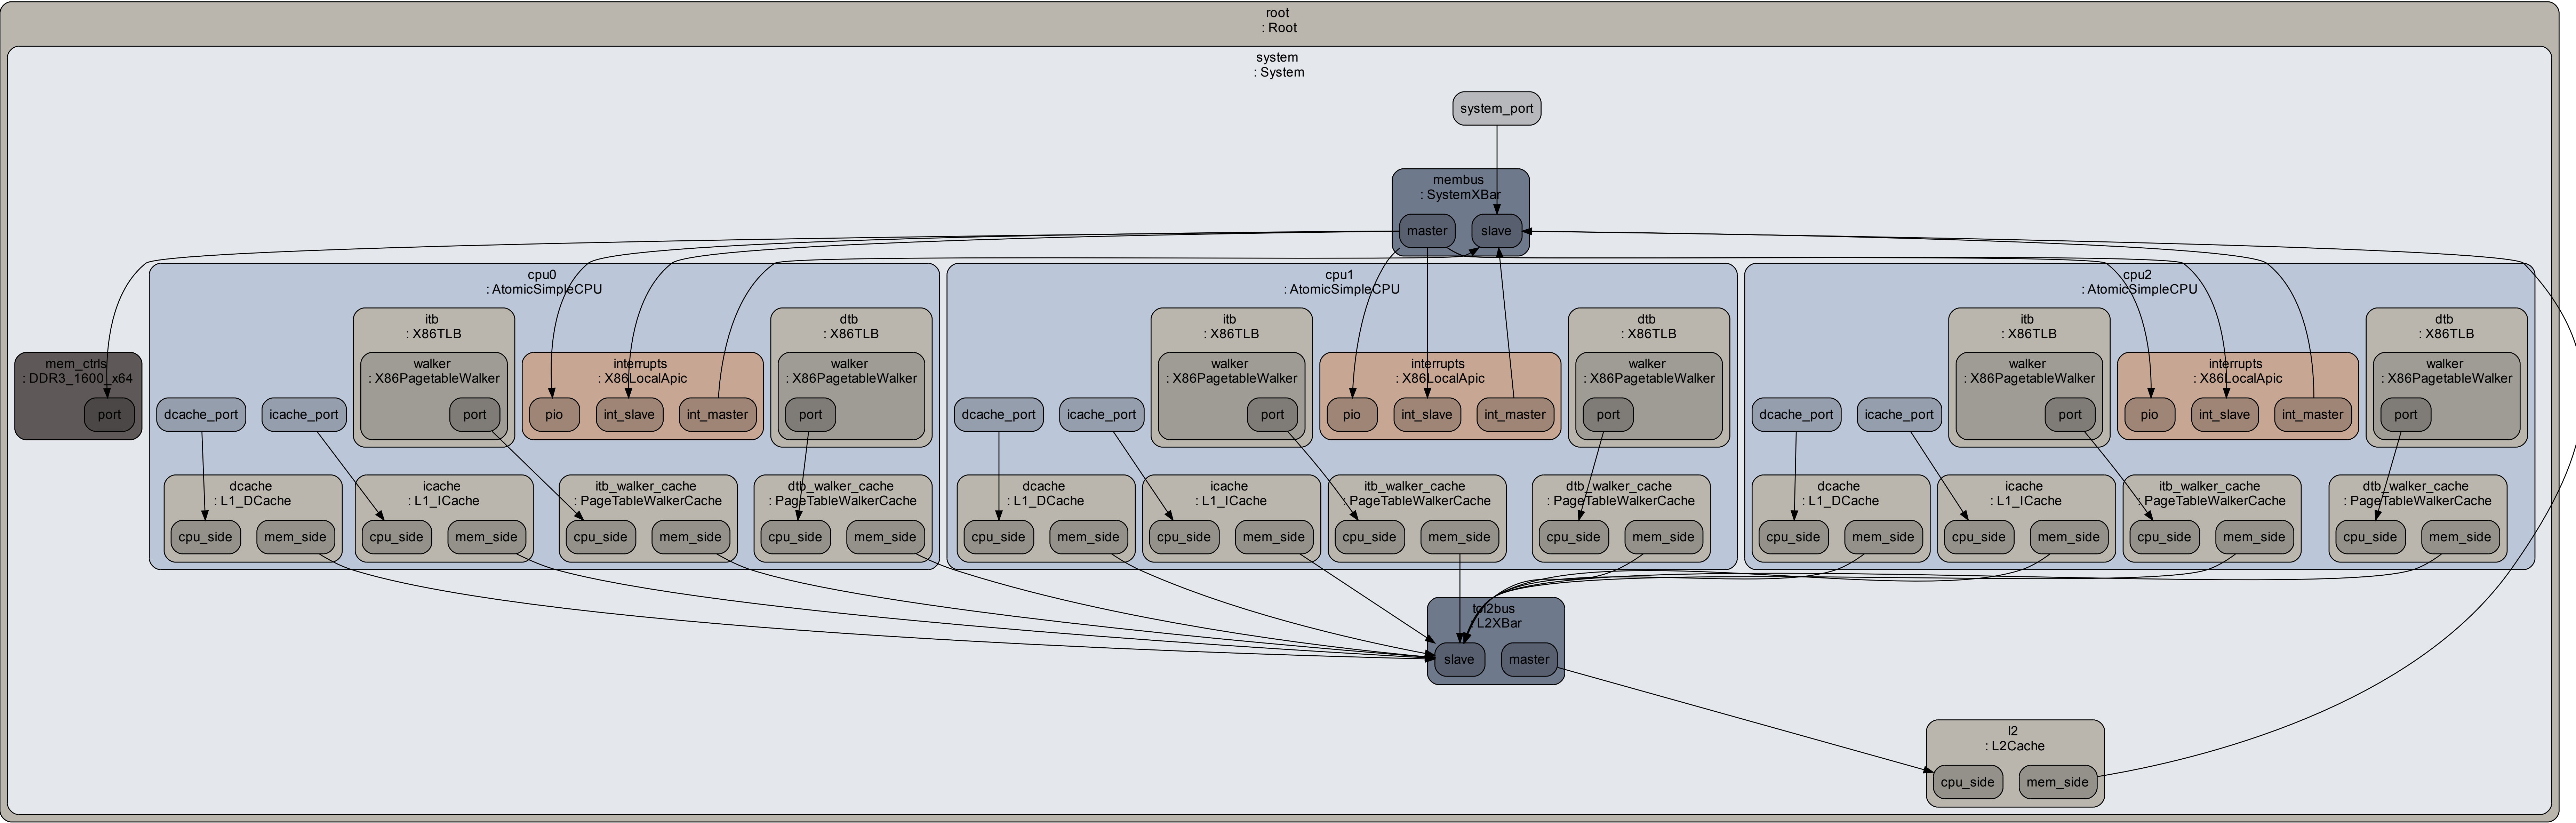 root
: Root
system
: System
system_port
membus
: SystemXBar
master
slave
mem_ctrls
: DDR3_1600_x64
port
cpu0
: AtomicSimpleCPU
dcache_port
icache_port
itb
: X86TLB
walker
: X86PagetableWalker
port
interrupts
: X86LocalApic
pio
int_slave
int_master
dtb
: X86TLB
walker
: X86PagetableWalker
port
dcache
: L1_DCache
cpu_side
mem_side
icache
: L1_ICache
cpu_side
mem_side
itb_walker_cache
: PageTableWalkerCache
cpu_side
mem_side
dtb_walker_cache
: PageTableWalkerCache
cpu_side
mem_side
cpu1
: AtomicSimpleCPU
dcache_port
icache_port
itb
: X86TLB
walker
: X86PagetableWalker
port
interrupts
: X86LocalApic
pio
int_slave
int_master
dtb
: X86TLB
walker
: X86PagetableWalker
port
dcache
: L1_DCache
cpu_side
mem_side
icache
: L1_ICache
cpu_side
mem_side
itb_walker_cache
: PageTableWalkerCache
cpu_side
mem_side
dtb_walker_cache
: PageTableWalkerCache
cpu_side
mem_side
cpu2
: AtomicSimpleCPU
dcache_port
icache_port
itb
: X86TLB
walker
: X86PagetableWalker
port
interrupts
: X86LocalApic
pio
int_slave
int_master
dtb
: X86TLB
walker
: X86PagetableWalker
port
dcache
: L1_DCache
cpu_side
mem_side
icache
: L1_ICache
cpu_side
mem_side
itb_walker_cache
: PageTableWalkerCache
cpu_side
mem_side
dtb_walker_cache
: PageTableWalkerCache
cpu_side
mem_side
tol2bus
: L2XBar
slave
master
l2
: L2Cache
cpu_side
mem_side